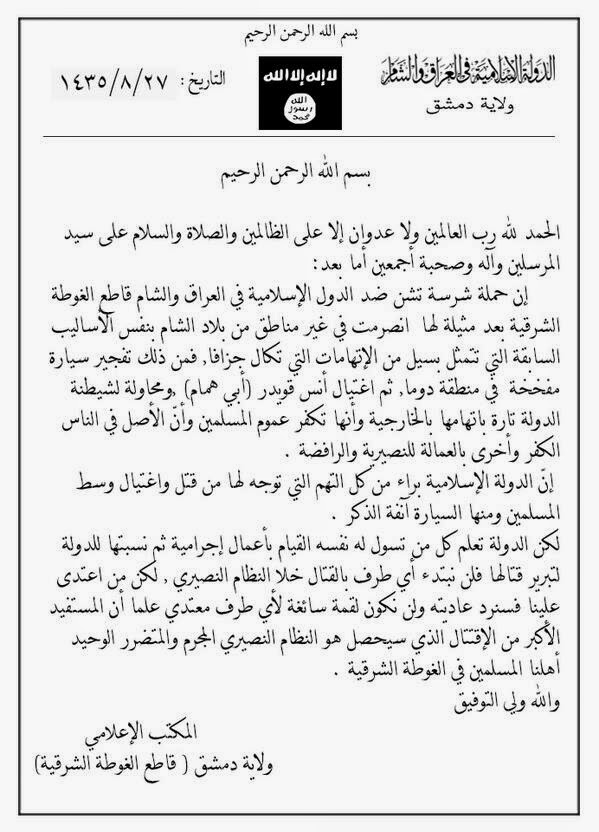 بسم الله الرحمن الرحيم
الدولة الإسلامية في العراق والشام
ولاية دمشق
لا إله إلا الله
الله
رسول
محمد
التاريخ : ١٤٣٥/٨/٢٧
بسم الله الرحمن الرحيم
الحمد لله رب العالمين ولا عدوان إلا على الظالمين والصلاة والسلام على سيد
المرسلين وآله وصحبة أجمعين أما بعد :
إن حملة شرسة تشن ضد الدول الإسلامية في العراق والشام قاطع الغوطة
الشرقية بعد مثيلة لها انصرمت في غير مناطق من بلاد الشام بنفس الأساليب
السابقة التي تتمثل بسيل من الإتهامات التي تكال جزافا, فمن ذلك تفجير سيارة
مفخخة في منطقة دوما, ثم اغتيال أنس قويدر (أبي همام) ,ومحاولة لشيطنة
الدولة تارة باتهامها بالخارجية وأنها تكفر عموم المسلمين وأنّ الأصل في الناس
الكفر وأخرى بالعمالة للنصيرية والرافضة .
إنّ الدولة الإسلامية براء من كل التهم التي توجه لها من قتل واغتيال وسط
المسلمين ومنها السيارة آنفة الذكر .
لكن الدولة تعلم كل من تسول له نفسه القيام بأعمال إجرامية ثم نسبتها للدولة
لتبرير قتالها فلن نبتدء أي طرف بالقتال خلا النظام النصيري , لكن من اعتدى
علينا فسنرد عاديته ولن نكون لقمة سائغة لأي طرف معتدي علما أن المستفيد
الأكبر من الإقتتال الذي سيحصل هو النظام النصيري المجرم والمتضرر الوحيد
أهلنا المسلمين في الغوطة الشرقية .
والله ولي التوفيق
المكتب الإعلامي
ولاية دمشق ( قاطع الغوطة الشرقية)